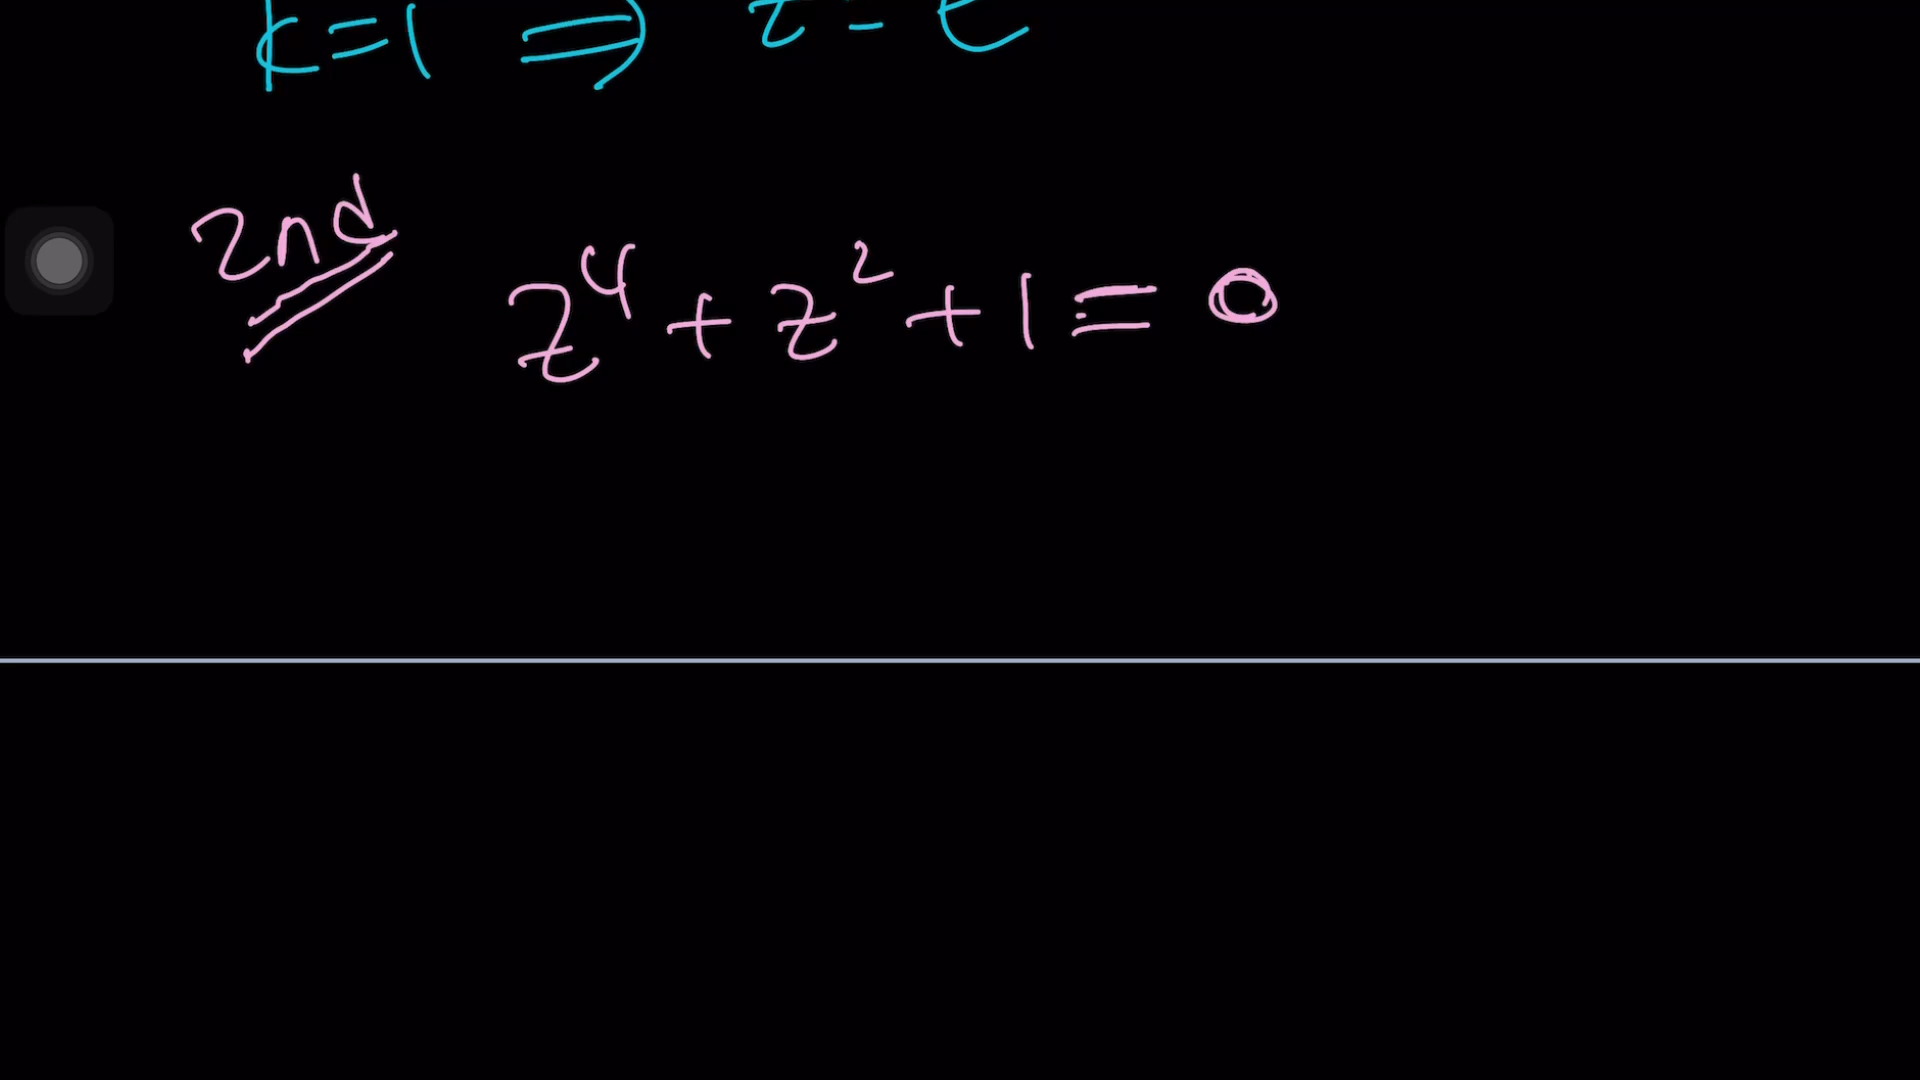 k=1 ⇒ z=e
2nd
z⁴+z²+1=0